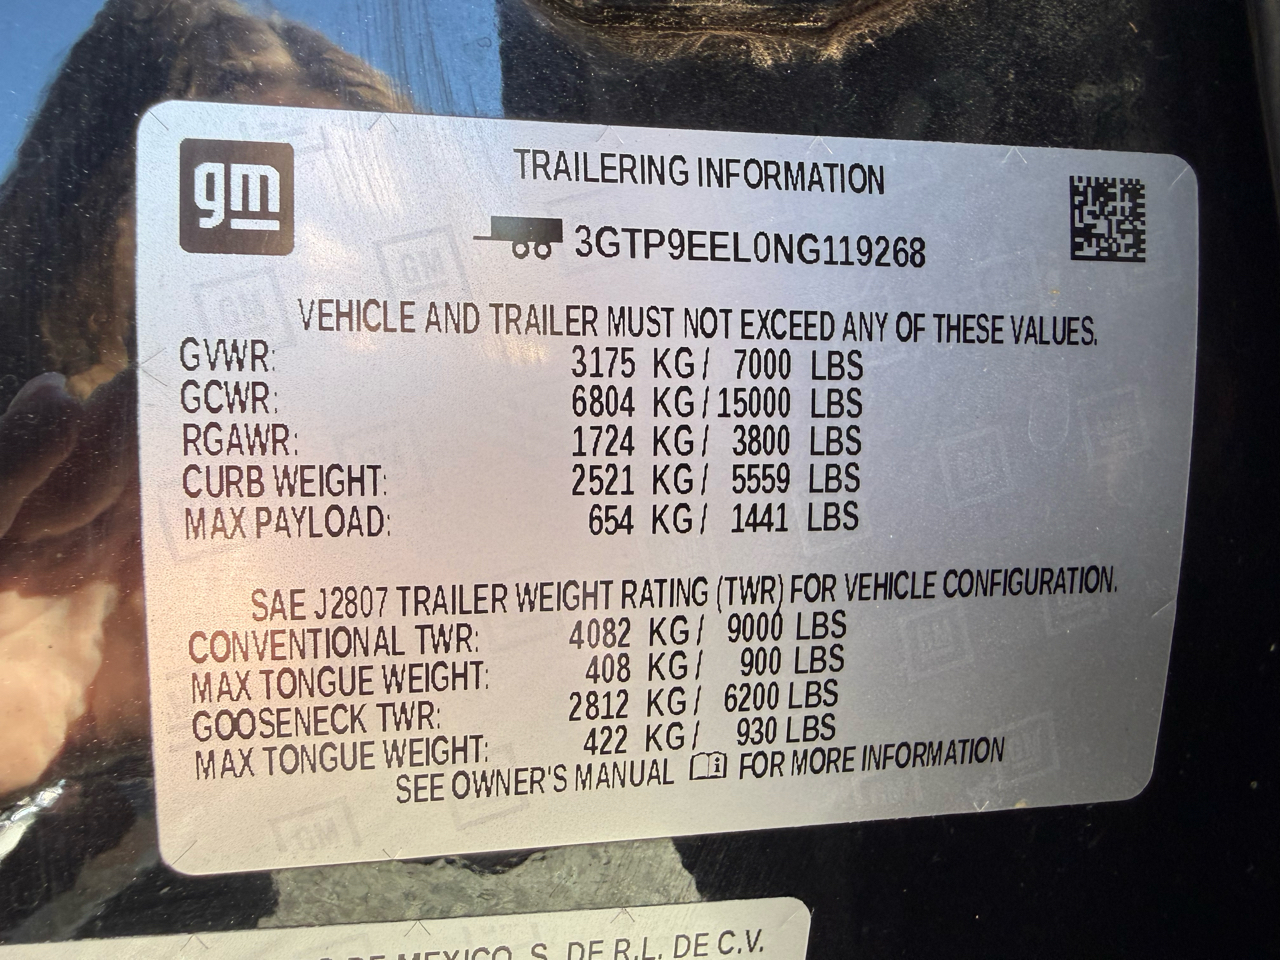 gm
TRAILERING INFORMATION
3GTP9EEL0NG119268
VEHICLE AND TRAILER MUST NOT EXCEED ANY OF THESE VALUES.
GVWR: 3175 KG/ 7000 LBS
GCWR: 6804 KG/ 15000 LBS
RGAWR: 1724 KG/ 3800 LBS
CURB WEIGHT: 2521 KG/ 5559 LBS
MAX PAYLOAD: 654 KG/ 1441 LBS
SAE J2807 TRAILER WEIGHT RATING (TWR) FOR VEHICLE CONFIGURATION.
CONVENTIONAL TWR: 4082 KG/ 9000 LBS
MAX TONGUE WEIGHT: 408 KG/ 900 LBS
GOOSENECK TWR: 2812 KG/ 6200 LBS
MAX TONGUE WEIGHT: 422 KG/ 930 LBS
SEE OWNER'S MANUAL FOR MORE INFORMATION
DE MEXICO, S. DE R.L. DE C.V.